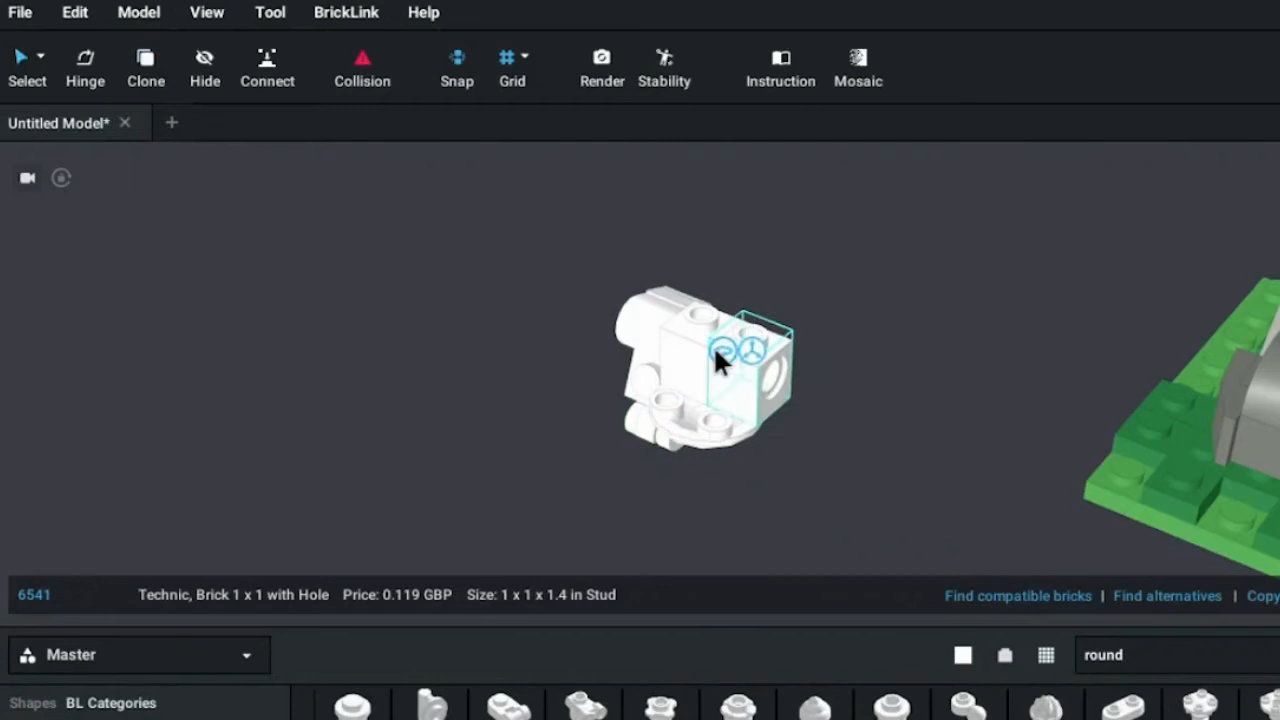 File Edit Model View Tool BrickLink Help
Select Hinge Clone Hide Connect Collision Snap Grid Render Stability Instruction Mosaic
Untitled Model*
6541 Technic, Brick 1 x 1 with Hole Price: 0.119 GBP Size: 1 x 1 x 1.4 in Stud Find compatible bricks | Find alternatives | Copy
Master round
Shapes BL Categories